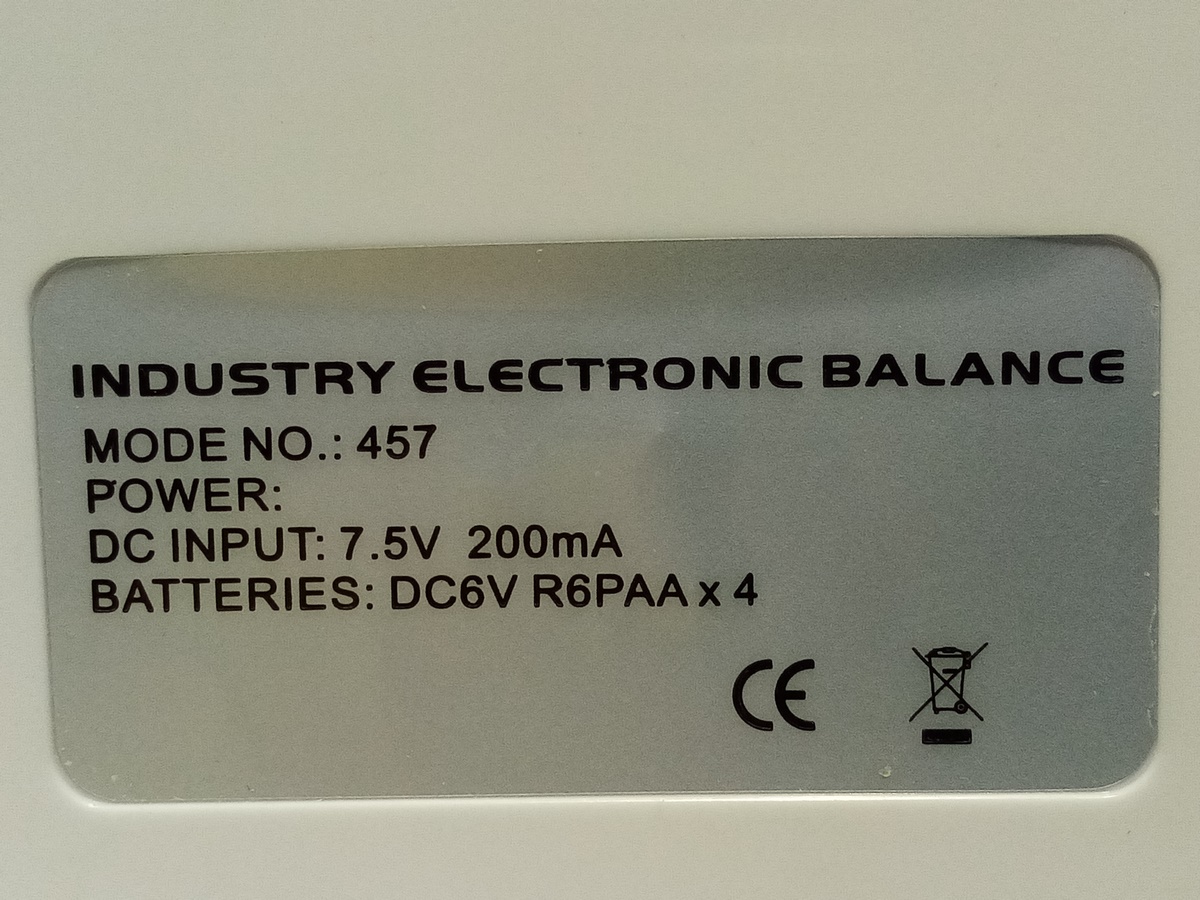 INDUSTRY ELECTRONIC BALANCE
MODE NO.: 457
POWER:
DC INPUT: 7.5V 200mA
BATTERIES: DC6V R6PAA x 4
CE